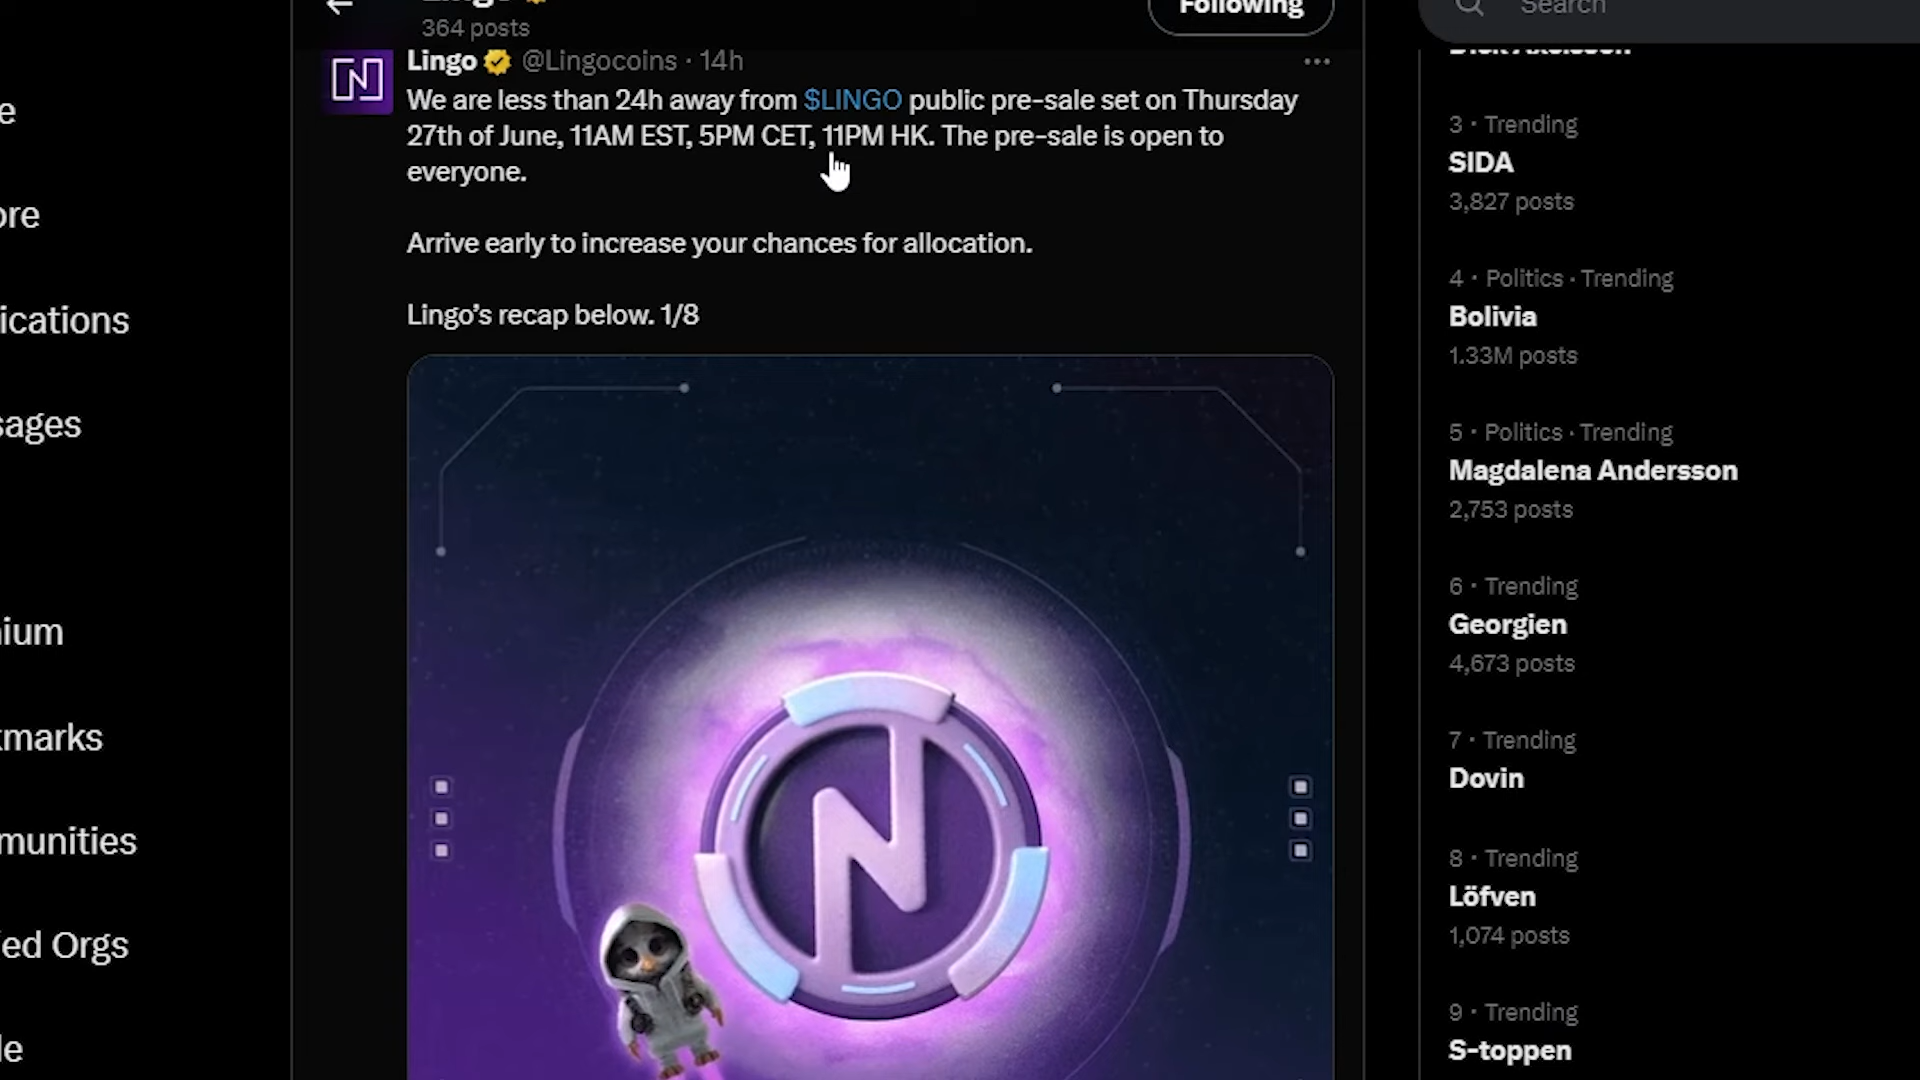 364 posts
Following
Search
Lingo @Lingocoins · 14h
We are less than 24h away from $LINGO public pre-sale set on Thursday
27th of June, 11AM EST, 5PM CET, 11PM HK. The pre-sale is open to
everyone.
Arrive early to increase your chances for allocation.
Lingo’s recap below. 1/8
e
ore
ications
sages
ium
kmarks
munities
ed Orgs
le
3 · Trending
SIDA
3,827 posts
4 · Politics · Trending
Bolivia
1.33M posts
5 · Politics · Trending
Magdalena Andersson
2,753 posts
6 · Trending
Georgien
4,673 posts
7 · Trending
Dovin
8 · Trending
Löfven
1,074 posts
9 · Trending
S-toppen